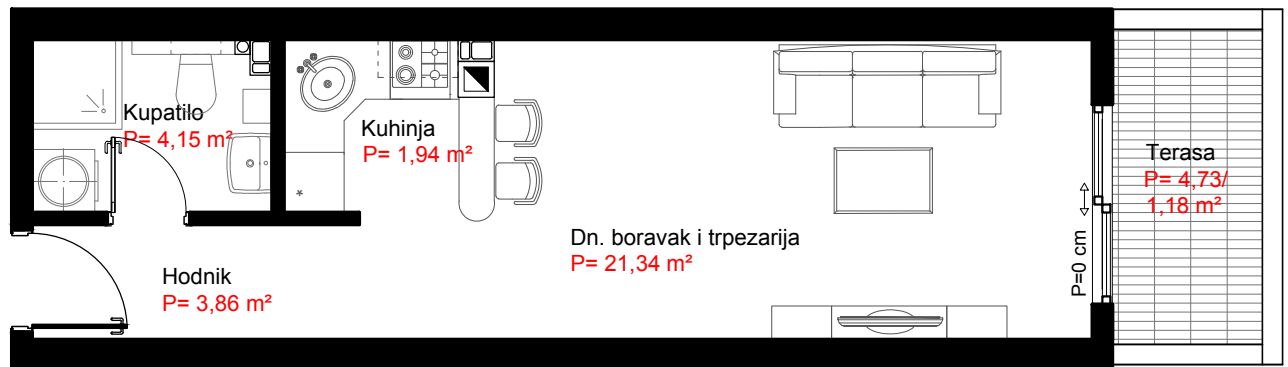 Kupatilo
P= 4,15 m²
Kuhinja
P= 1,94 m²
Terasa
P= 4,73/
1,18 m²
Dn. boravak i trpezarija
P= 21,34 m²
P=0 cm
Hodnik
P= 3,86 m²